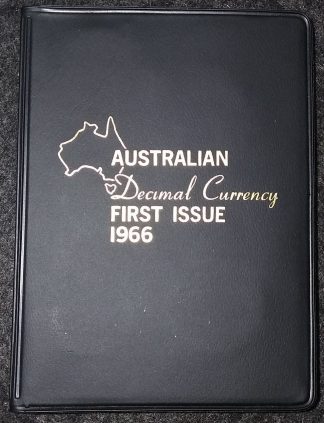 AUSTRALIAN
Decimal Currency
FIRST ISSUE
1966